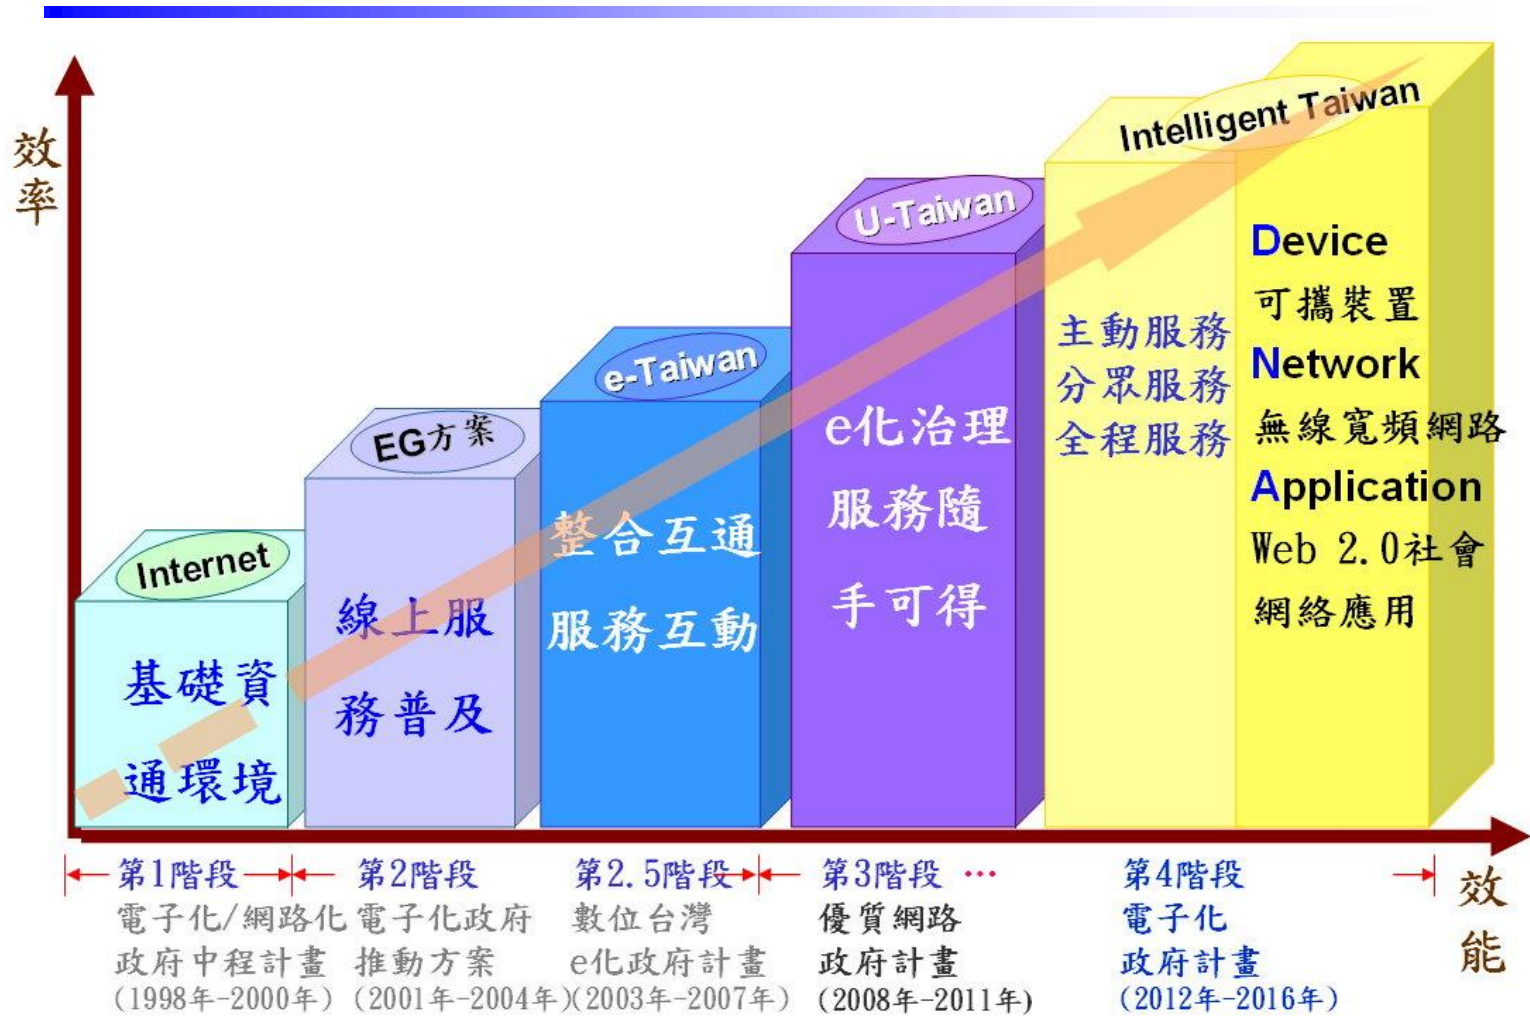 效
率
Internet
基礎資
通環境
EG方案
線上服
務普及
e-Taiwan
整合互通
服務互動
U-Taiwan
e化治理
服務隨
手可得
Intelligent Taiwan
主動服務
分眾服務
全程服務
Device
可攜裝置
Network
無線寬頻網路
Application
Web 2.0社會
網絡應用
第1階段
電子化/網路化
政府中程計畫
(1998年-2000年)
第2階段
電子化政府
推動方案
(2001年-2004年)
第2.5階段
數位台灣
e化政府計畫
(2003年-2007年)
第3階段 …
優質網路
政府計畫
(2008年-2011年)
第4階段
電子化
政府計畫
(2012年-2016年)
效
能